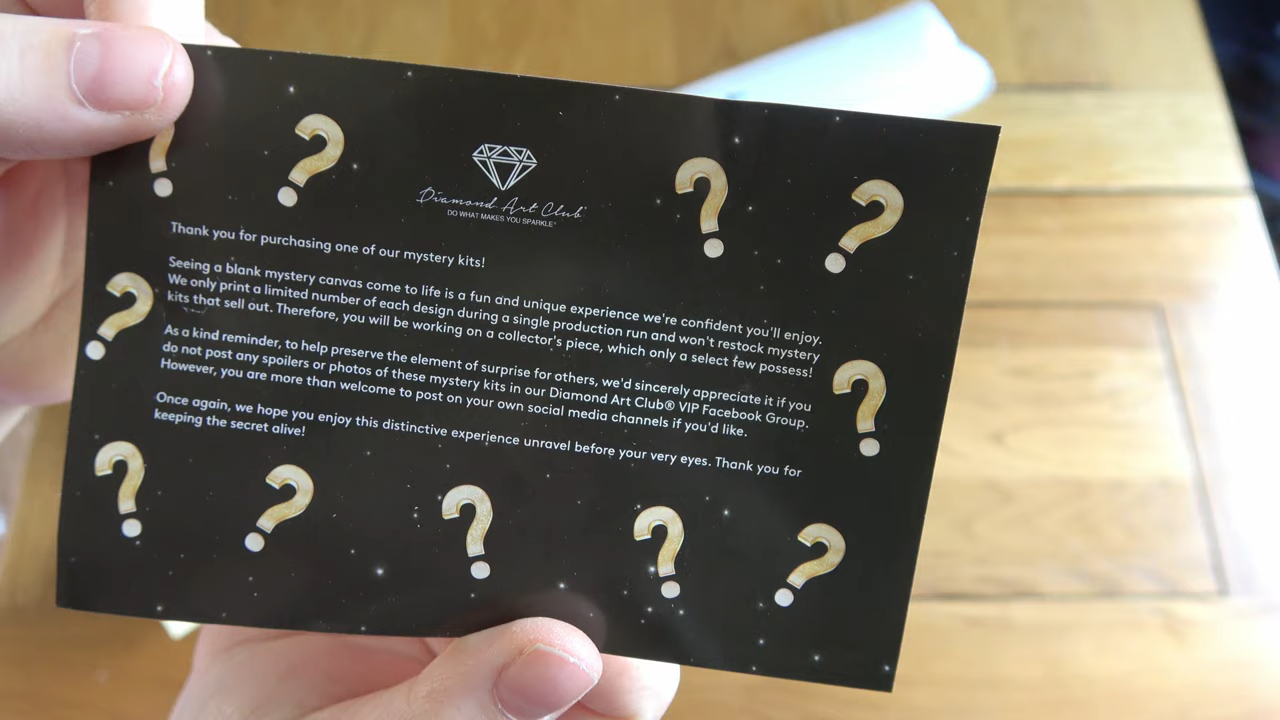 Diamond Art Club
DO WHAT MAKES YOU SPARKLE®
Thank you for purchasing one of our mystery kits!
Seeing a blank mystery canvas come to life is a fun and unique experience we're confident you'll enjoy.
We only print a limited number of each design during a single production run and won't restock mystery
kits that sell out. Therefore, you will be working on a collector's piece, which only a select few possess!
As a kind reminder, to help preserve the element of surprise for others, we'd sincerely appreciate it if you
do not post any spoilers or photos of these mystery kits in our Diamond Art Club® VIP Facebook Group.
However, you are more than welcome to post on your own social media channels if you'd like.
Once again, we hope you enjoy this distinctive experience unravel before your very eyes. Thank you for
keeping the secret alive!